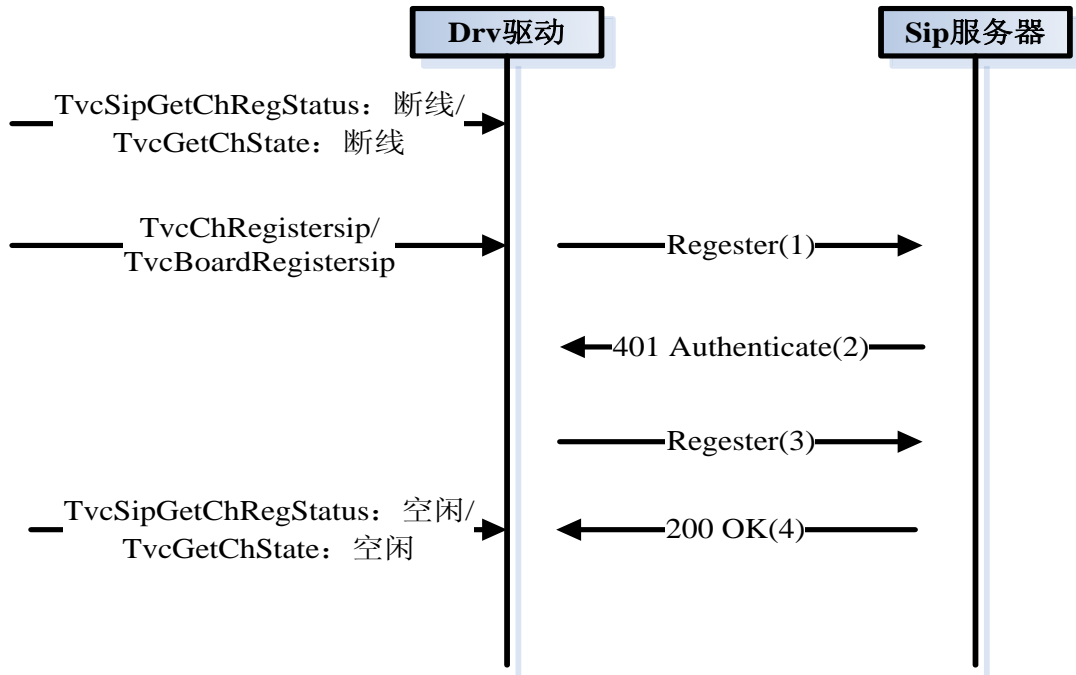 Drv驱动
Sip服务器
TvcSipGetChRegStatus：断线/
TvcGetChState：断线
TvcChRegistersip/
TvcBoardRegistersip
Regester(1)
401 Authenticate(2)
Regester(3)
TvcSipGetChRegStatus：空闲/
TvcGetChState：空闲
200 OK(4)